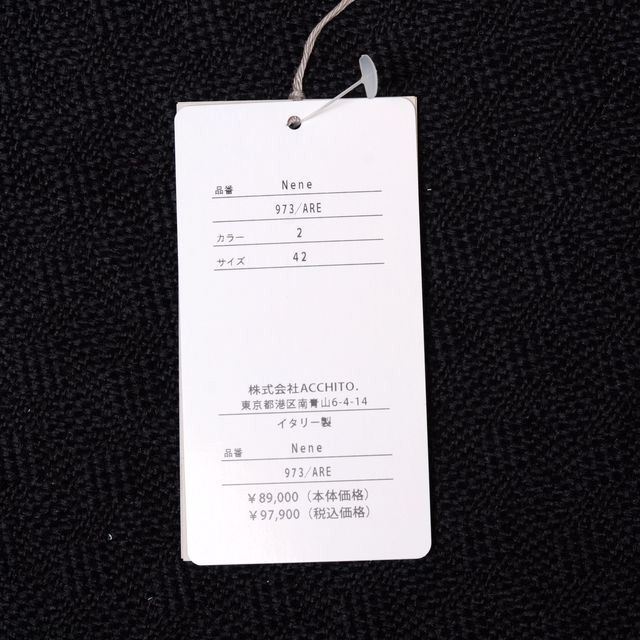 品番 Nene
973/ARE
カラー 2
サイズ 42
株式会社ACCHITO.
東京都港区南青山6-4-14
イタリー製
品番 Nene
973/ARE
￥89,000（本体価格）
￥97,900（税込価格）